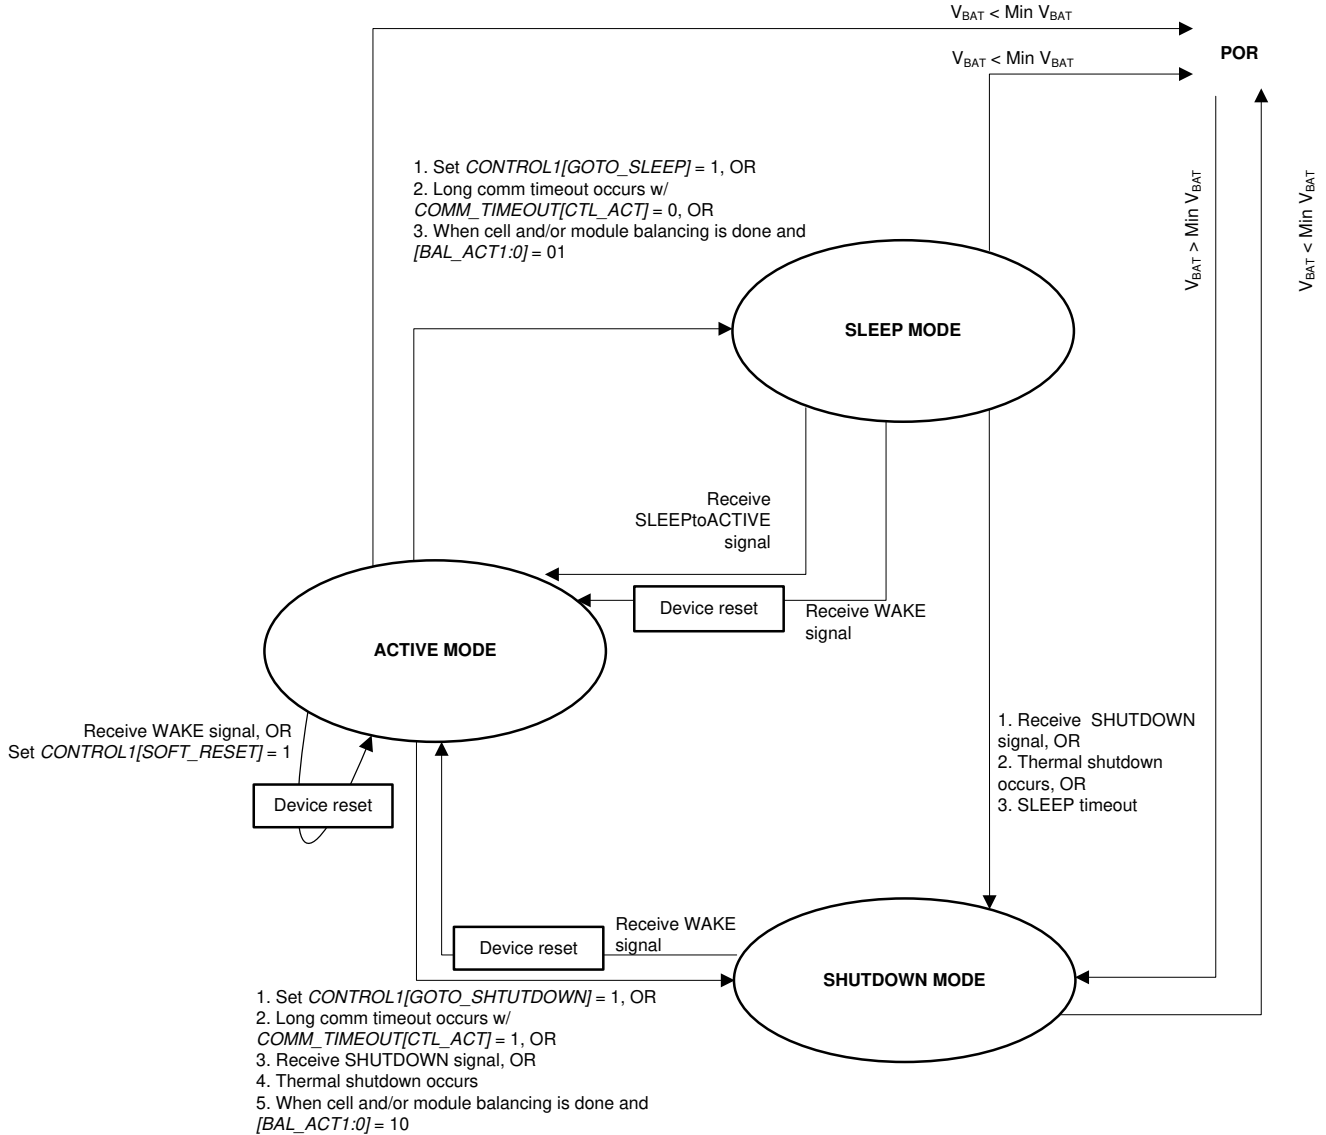 V_BAT < Min V_BAT
POR
V_BAT < Min V_BAT
1. Set CONTROL1[GOTO_SLEEP] = 1, OR
2. Long comm timeout occurs w/
COMM_TIMEOUT[CTL_ACT] = 0, OR
3. When cell and/or module balancing is done and
[BAL_ACT1:0] = 01
V_BAT > Min V_BAT
V_BAT < Min V_BAT
SLEEP MODE
Receive
SLEEPtoACTIVE
signal
Device reset
Receive WAKE
signal
ACTIVE MODE
Receive WAKE signal, OR
Set CONTROL1[SOFT_RESET] = 1
Device reset
1. Receive SHUTDOWN
signal, OR
2. Thermal shutdown
occurs, OR
3. SLEEP timeout
Receive WAKE
signal
Device reset
SHUTDOWN MODE
1. Set CONTROL1[GOTO_SHTUTDOWN] = 1, OR
2. Long comm timeout occurs w/
COMM_TIMEOUT[CTL_ACT] = 1, OR
3. Receive SHUTDOWN signal, OR
4. Thermal shutdown occurs
5. When cell and/or module balancing is done and
[BAL_ACT1:0] = 10